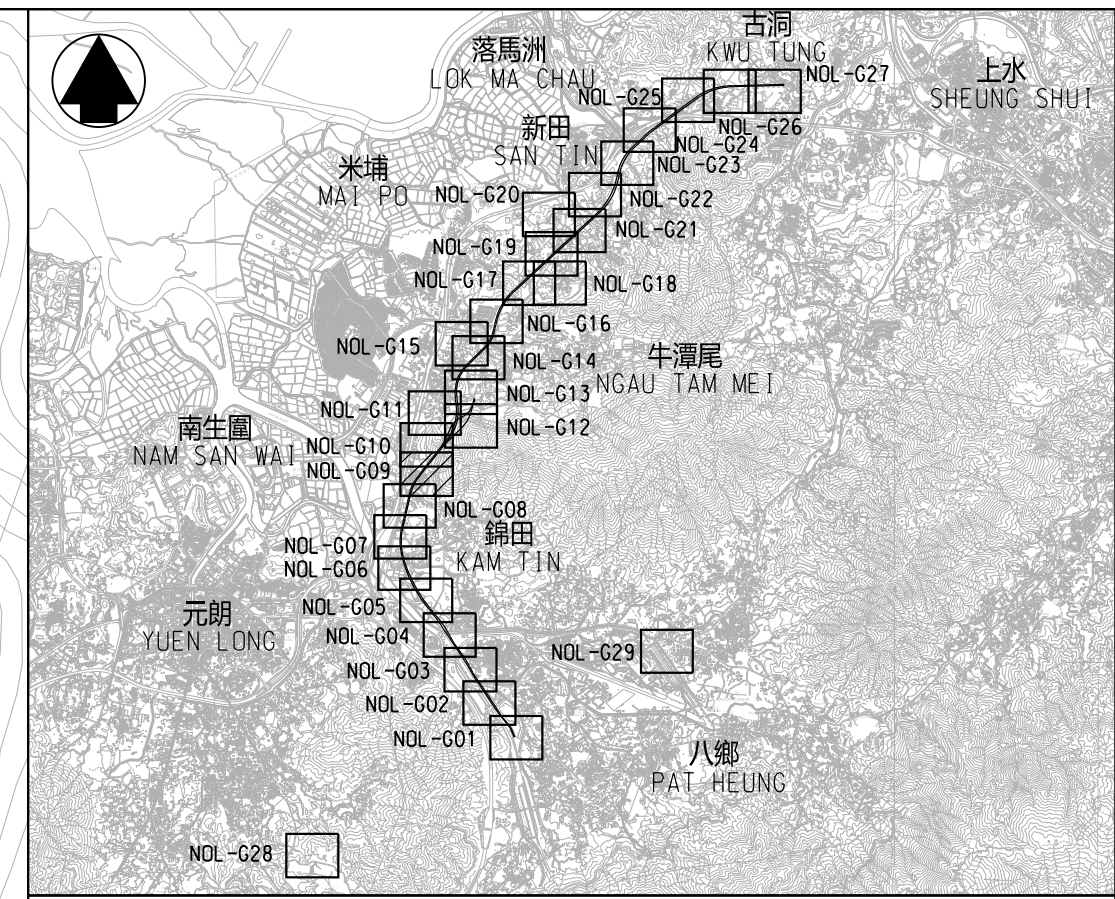 古洞
KWU TUNG
落馬洲
LOK MA CHAU
上水
SHEUNG SHUI
NOL-G27
NOL-G25
NOL-G26
新田
SAN TIN
NOL-G24
NOL-G23
米埔
MAI PO
NOL-G20
NOL-G22
NOL-G21
NOL-G19
NOL-G17
NOL-G18
NOL-G16
NOL-G15
NOL-G14
牛潭尾
NGAU TAM MEI
NOL-G13
NOL-G11
NOL-G12
南生圍
NAM SAN WAI
NOL-G10
NOL-G09
NOL-G08
錦田
KAM TIN
NOL-G07
NOL-G06
NOL-G05
元朗
YUEN LONG
NOL-G04
NOL-G29
NOL-G03
NOL-G02
NOL-G01
八鄉
PAT HEUNG
NOL-G28